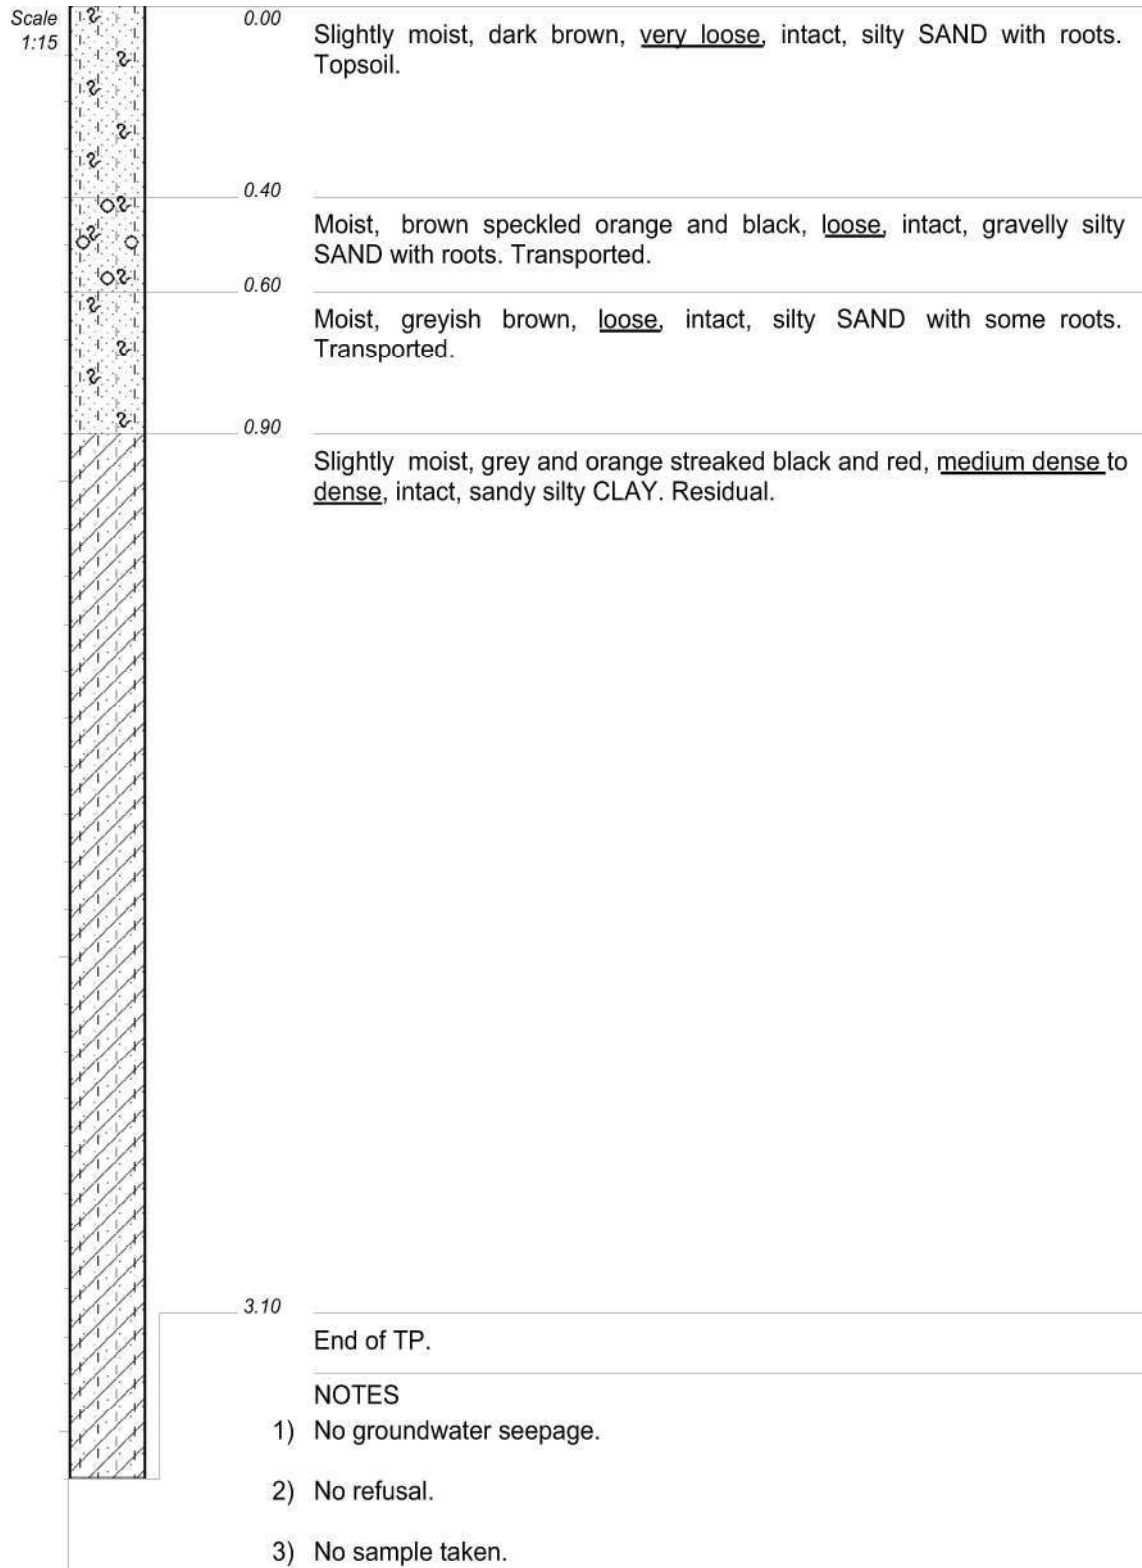 Scale
1:15
0.00
Slightly moist, dark brown, very loose, intact, silty SAND with roots.
Topsoil.
0.40
Moist, brown speckled orange and black, loose, intact, gravelly silty
SAND with roots. Transported.
0.60
Moist, greyish brown, loose, intact, silty SAND with some roots.
Transported.
0.90
Slightly moist, grey and orange streaked black and red, medium dense to
dense, intact, sandy silty CLAY. Residual.
3.10
End of TP.
NOTES
1) No groundwater seepage.
2) No refusal.
3) No sample taken.